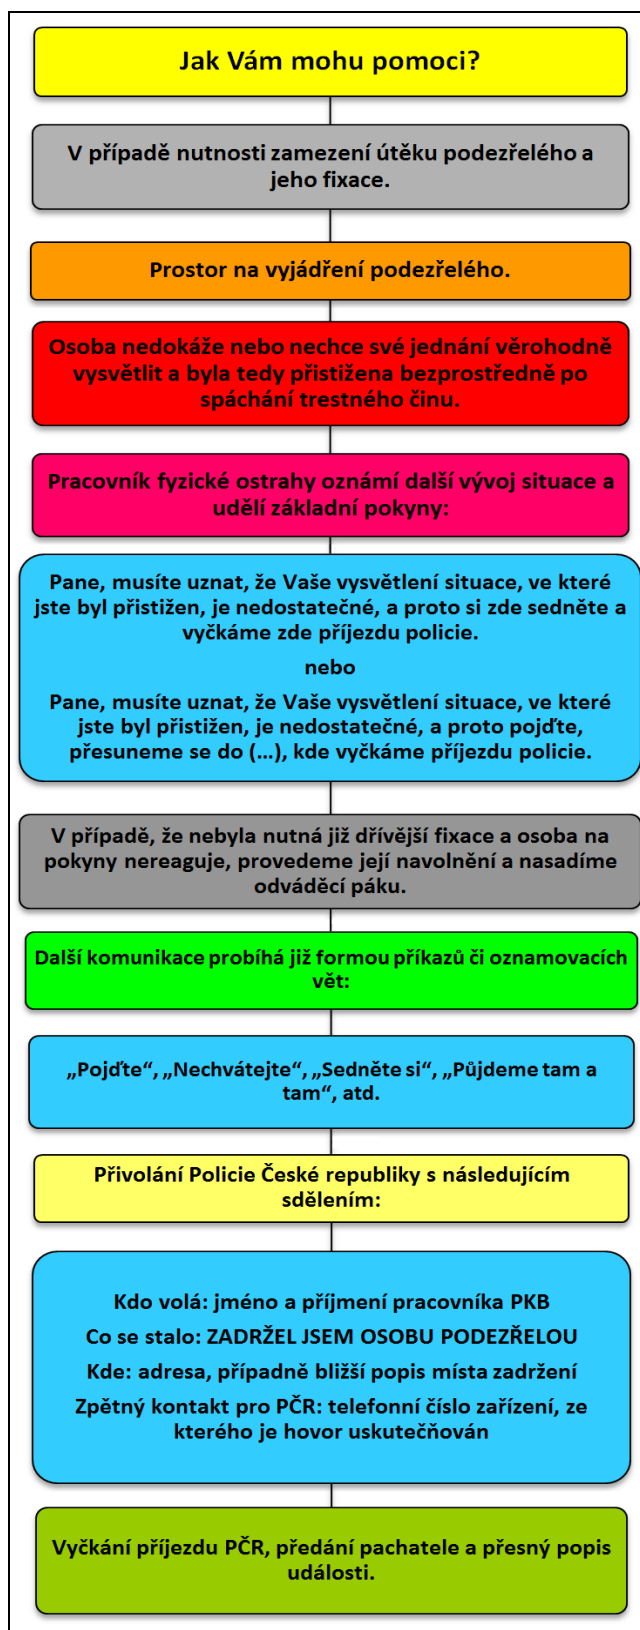 Jak Vám mohu pomoci?
V případě nutnosti zamezení útěku podezřelého a
jeho fixace.
Prostor na vyjádření podezřelého.
Osoba nedokáže nebo nechce své jednání věrohodně
vysvětlit a byla tedy přistižena bezprostředně po
spáchání trestného činu.
Pracovník fyzické ostrahy oznámí další vývoj situace a
udělí základní pokyny:
Pane, musíte uznat, že Vaše vysvětlení situace, ve které
jste byl přistižen, je nedostatečné, a proto si zde sedněte a
vyčkáme zde příjezdu policie.
nebo
Pane, musíte uznat, že Vaše vysvětlení situace, ve které
jste byl přistižen, je nedostatečné, a proto pojďte,
přesuneme se do (...), kde vyčkáme příjezdu policie.
V případě, že nebyla nutná již dřívější fixace a osoba na
pokyny nereaguje, provedeme její navolnění a nasadíme
odváděcí páku.
Další komunikace probíhá již formou příkazů či oznamovacích
vět:
„Pojďte“, „Nechvátejte“, „Sedněte si“, „Půjdeme tam a
tam“, atd.
Přivolání Policie České republiky s následujícím
sdělením:
Kdo volá: jméno a příjmení pracovníka PKB
Co se stalo: ZADRŽEL JSEM OSOBU PODEZŘELOU
Kde: adresa, případně bližší popis místa zadržení
Zpětný kontakt pro PČR: telefonní číslo zařízení, ze
kterého je hovor uskutečňován
Vyčkání příjezdu PČR, předání pachatele a přesný popis
události.